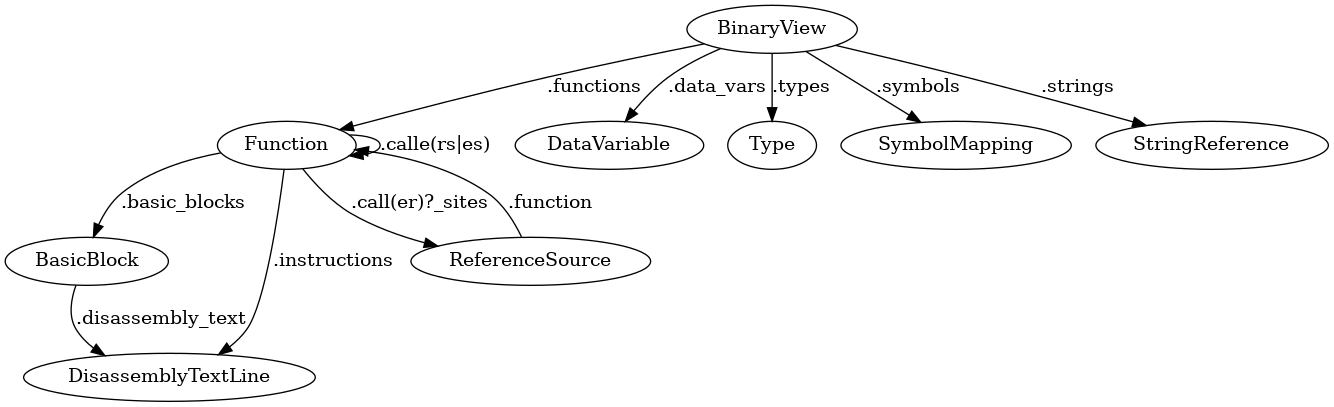 BinaryView
.functions
.data_vars
.types
.symbols
.strings
Function
.calle(rs|es)
DataVariable
Type
SymbolMapping
StringReference
.basic_blocks
.call(er)?_sites
.function
BasicBlock
.instructions
ReferenceSource
.disassembly_text
DisassemblyTextLine